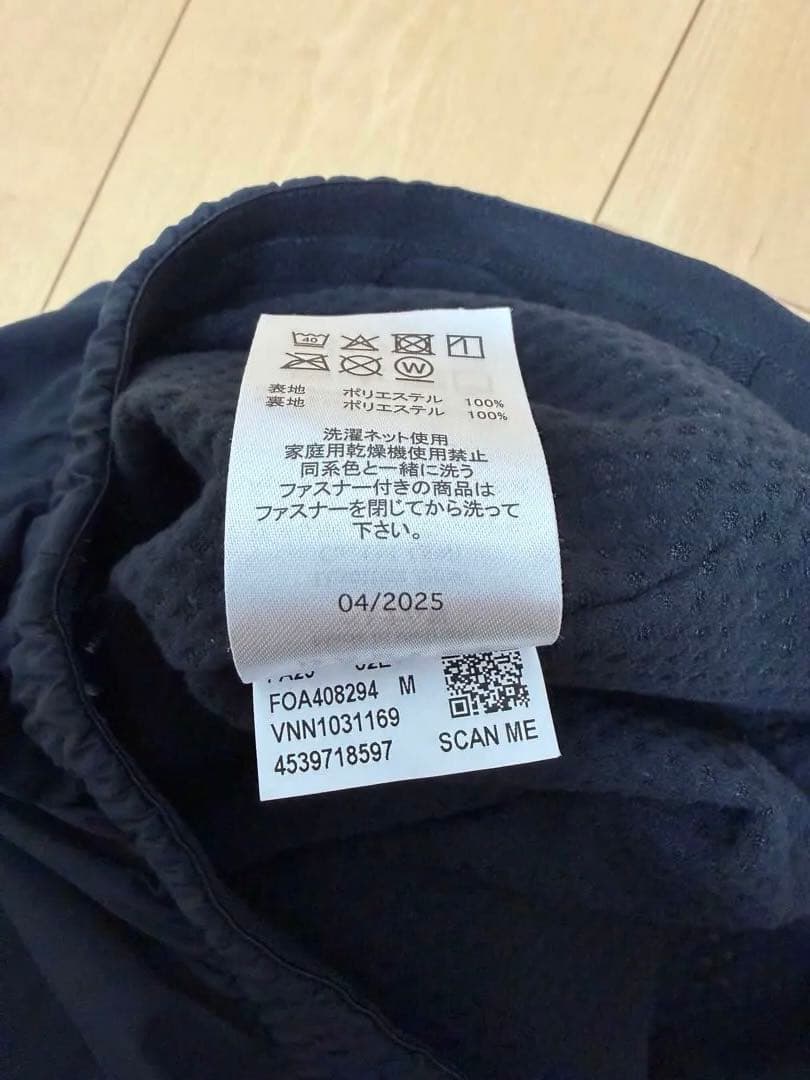 40
W
表地 ポリエステル 100%
裏地 ポリエステル 100%
洗濯ネット使用
家庭用乾燥機使用禁止
同系色と一緒に洗う
ファスナー付きの商品は
ファスナーを閉じてから洗って
下さい。
04/2025
FOA408294 M
VNN1031169
4539718597
SCAN ME